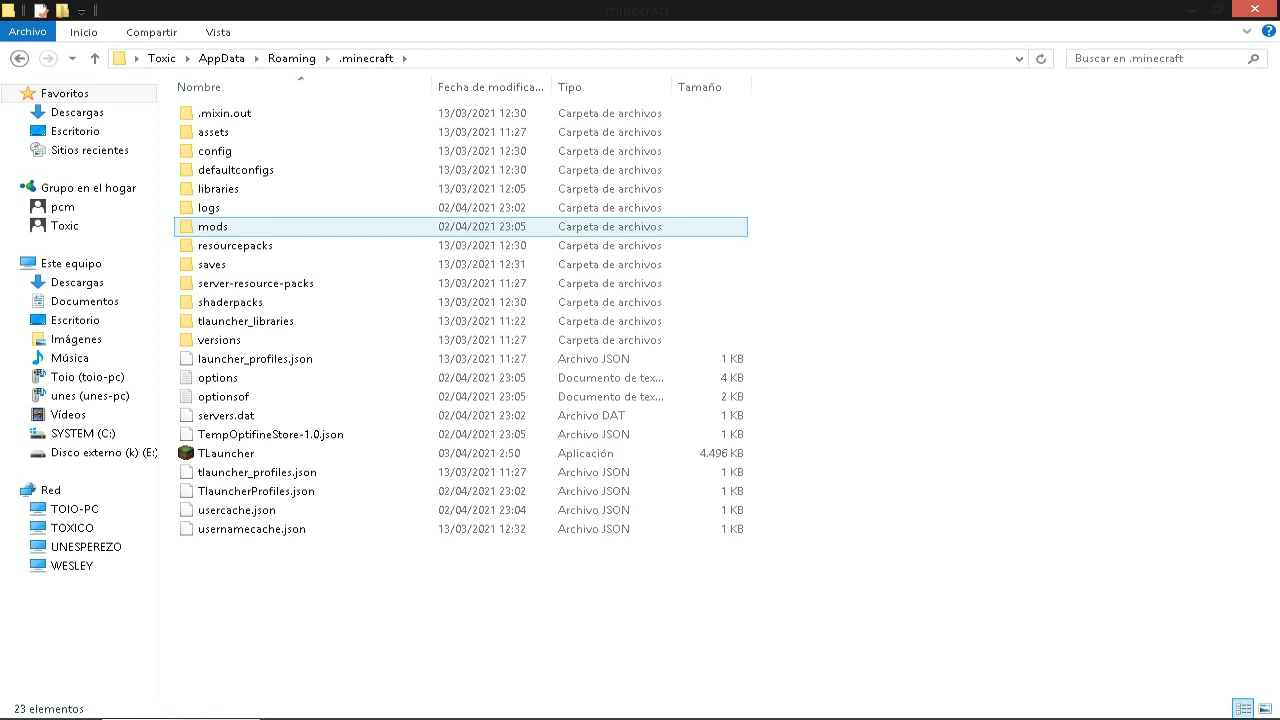 .minecraft
Archivo Inicio Compartir Vista
Toxic AppData Roaming .minecraft
Buscar en .minecraft
Favoritos
Descargas
Escritorio
Sitios recientes
Grupo en el hogar
pcm
Toxic
Este equipo
Descargas
Documentos
Escritorio
Imágenes
Música
Toio (toio-pc)
unes (unes-pc)
Vídeos
SYSTEM (C:)
Disco externo (k) (E:)
Red
TOIO-PC
TOXICO
UNESPEREZO
WESLEY
Nombre Fecha de modifica... Tipo Tamaño
.mixin.out 13/03/2021 12:30 Carpeta de archivos
assets 13/03/2021 11:27 Carpeta de archivos
config 13/03/2021 12:30 Carpeta de archivos
defaultconfigs 13/03/2021 12:30 Carpeta de archivos
libraries 13/03/2021 12:05 Carpeta de archivos
logs 02/04/2021 23:02 Carpeta de archivos
mods 02/04/2021 23:05 Carpeta de archivos
resourcepacks 13/03/2021 12:30 Carpeta de archivos
saves 13/03/2021 12:31 Carpeta de archivos
server-resource-packs 13/03/2021 11:27 Carpeta de archivos
shaderpacks 13/03/2021 12:30 Carpeta de archivos
tlauncher_libraries 13/03/2021 11:22 Carpeta de archivos
versions 13/03/2021 11:27 Carpeta de archivos
launcher_profiles.json 13/03/2021 11:27 Archivo JSON 1 KB
options 02/04/2021 23:05 Documento de tex... 4 KB
optionsof 02/04/2021 23:05 Documento de tex... 2 KB
servers.dat 02/04/2021 23:02 Archivo DAT 1 KB
TempOptifineStore-1.0.json 02/04/2021 23:05 Archivo JSON 1 KB
TLauncher 03/04/2021 2:50 Aplicación 4.496 KB
tlauncher_profiles.json 13/03/2021 11:27 Archivo JSON 1 KB
TlauncherProfiles.json 02/04/2021 23:02 Archivo JSON 1 KB
usercache.json 02/04/2021 23:04 Archivo JSON 1 KB
usernamecache.json 13/03/2021 12:32 Archivo JSON 1 KB
23 elementos